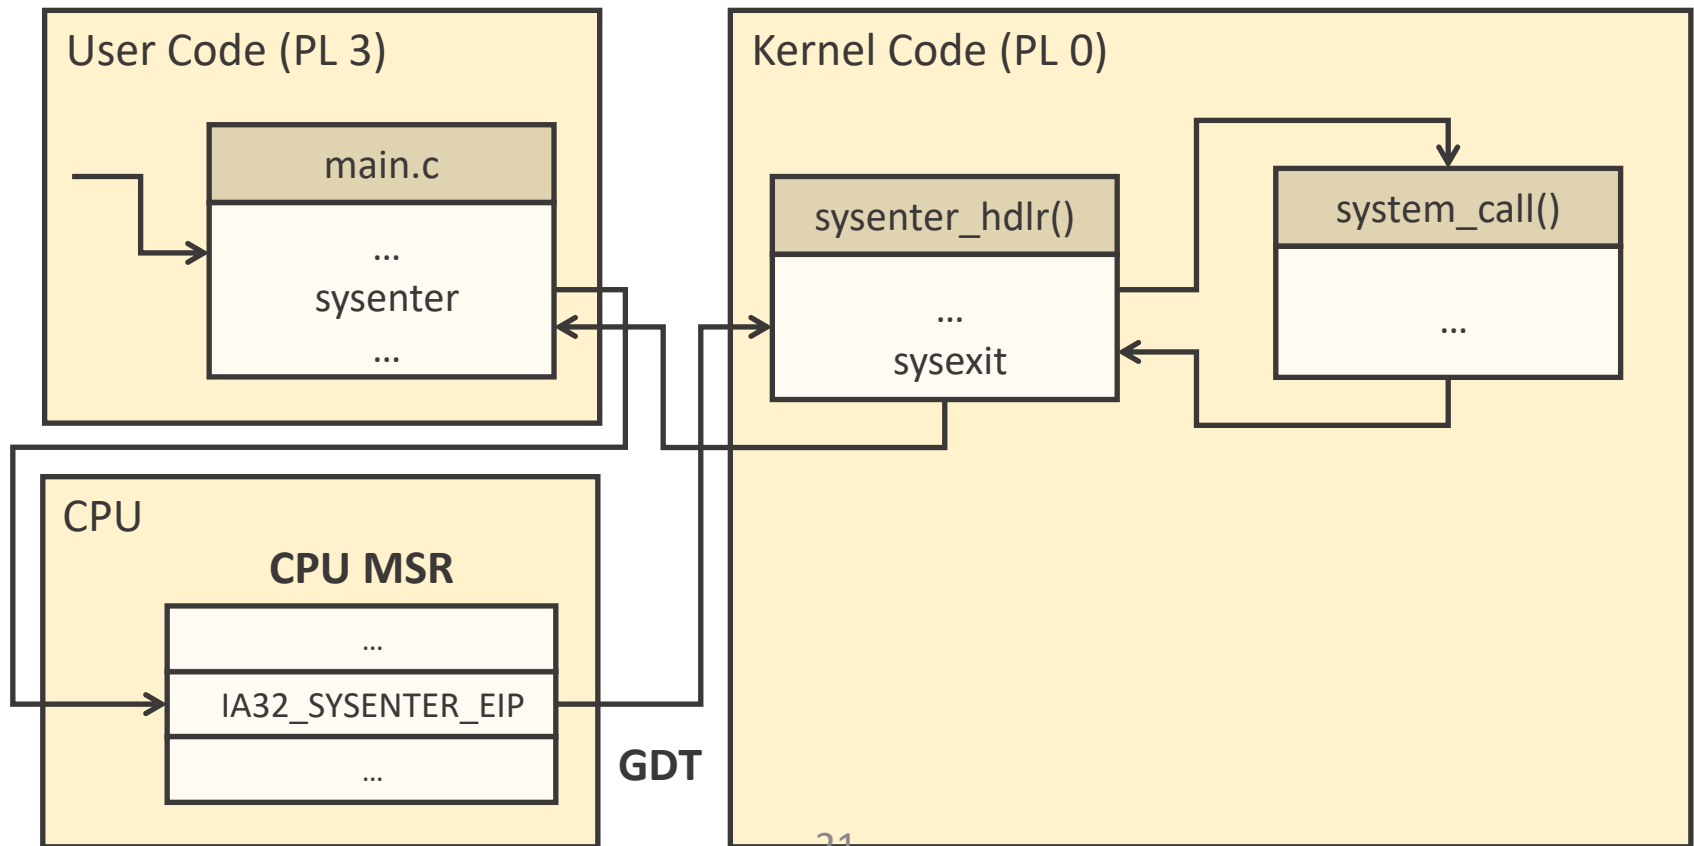 User Code (PL 3)
main.c
...
sysenter
...
Kernel Code (PL 0)
sysenter_hdlr()
...
sysexit
system_call()
...
CPU
CPU MSR
...
IA32_SYSENTER_EIP
...
GDT